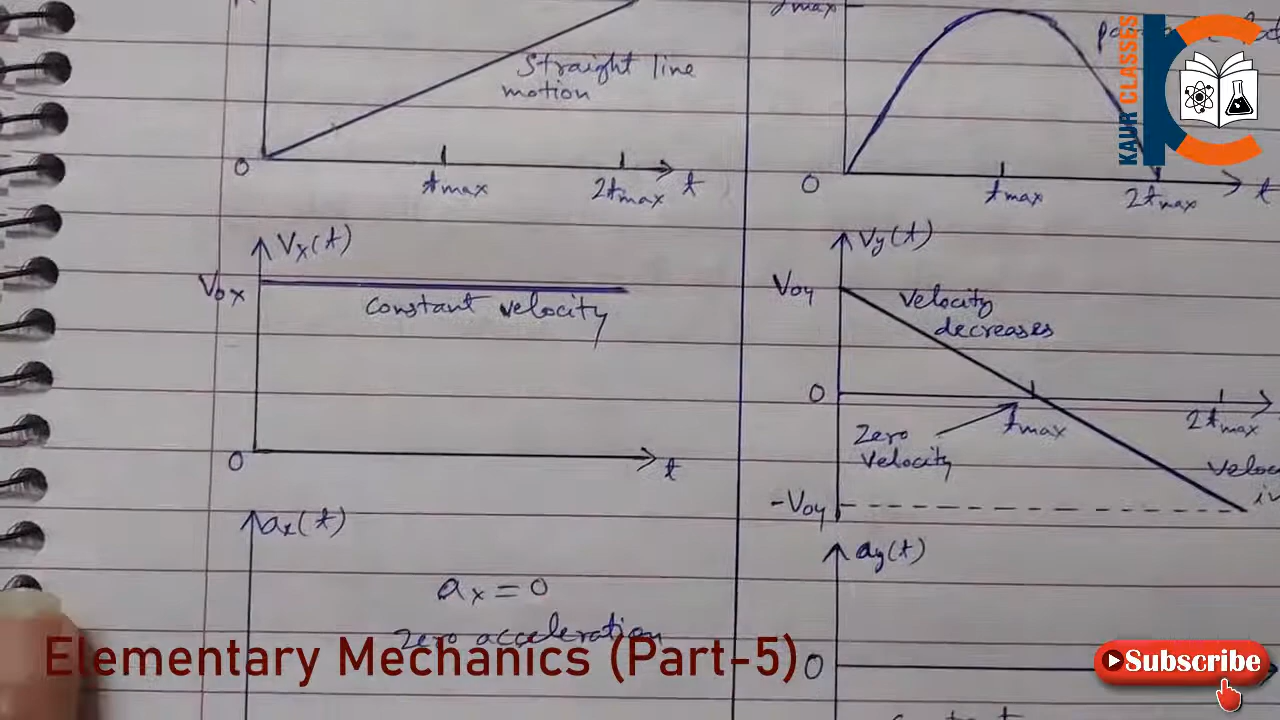 Straight line
motion
0
tmax
2tmax
t
ymax
0
tmax
2tmax
t
KAUR CLASSES
Vx(t)
Vox
constant velocity
0
t
Vy(t)
Voy
Velocity
decreases
0
tmax
2tmax
Zero
velocity
-Voy
ax(t)
ax = 0
Zero acceleration
ay(t)
0
Elementary Mechanics (Part-5)
Subscribe